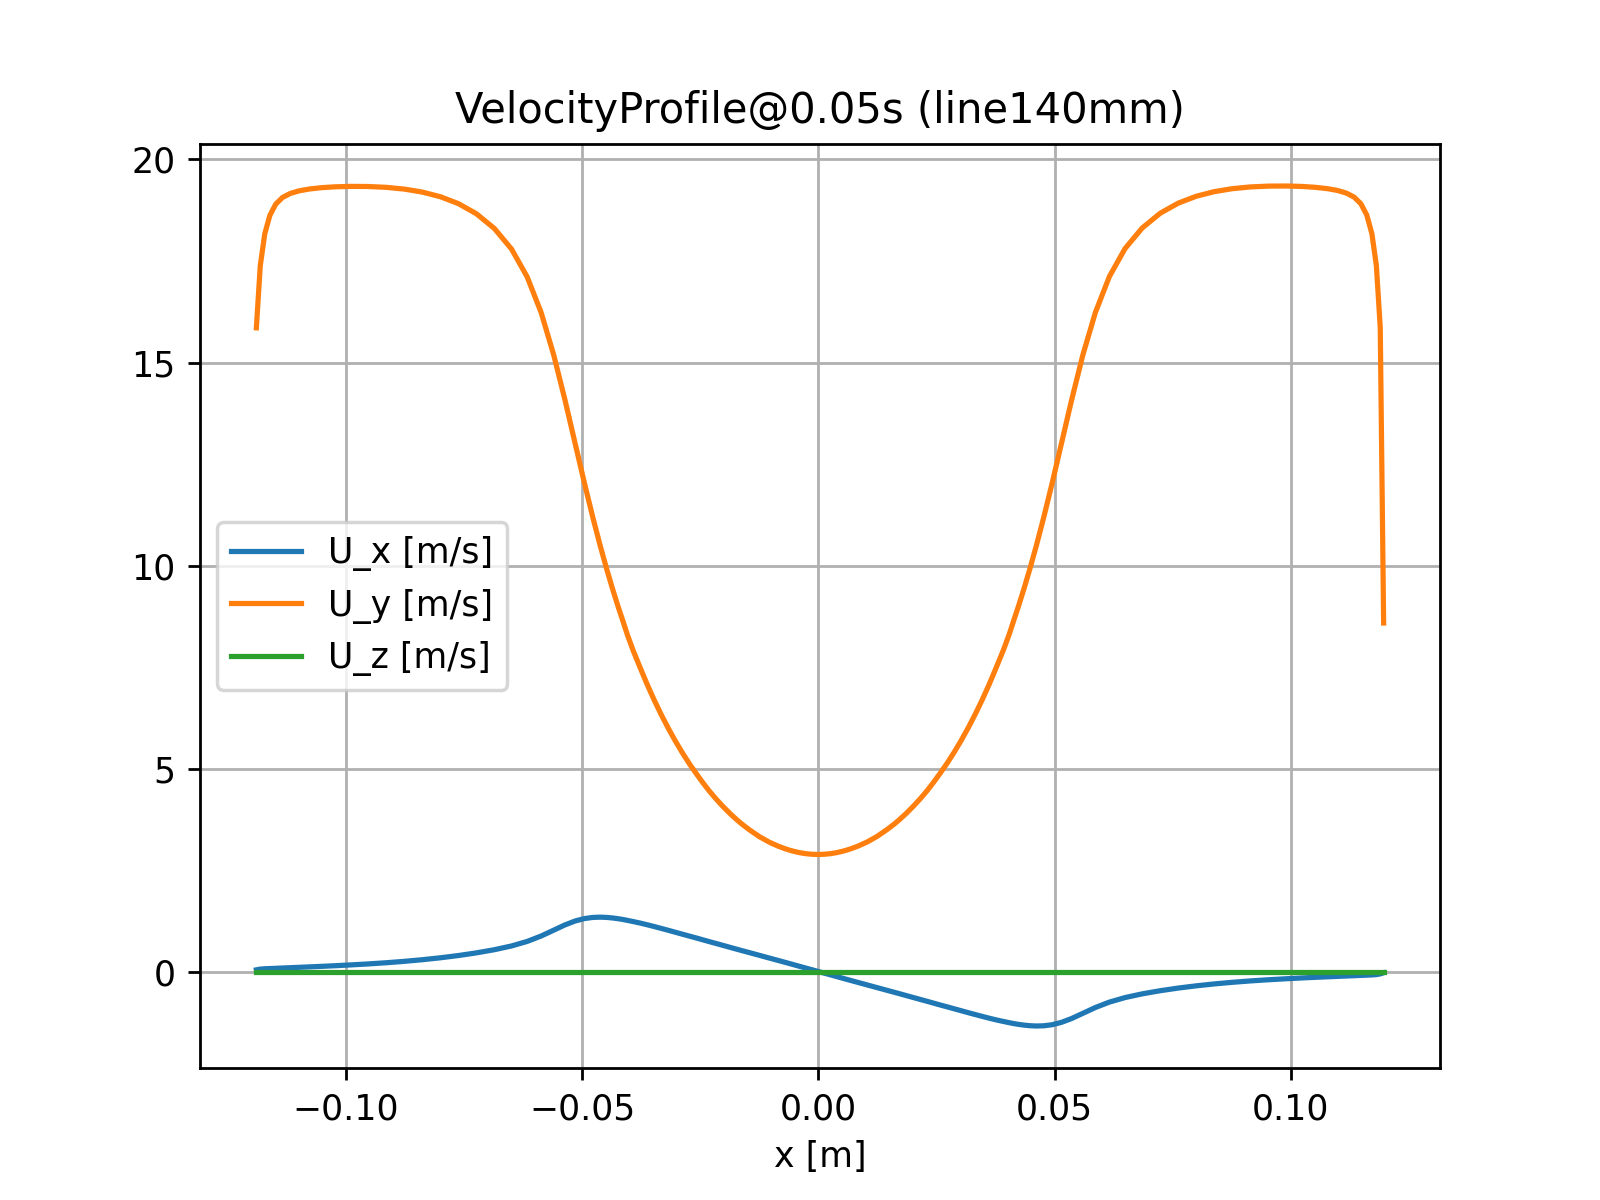 VelocityProfile@0.05s (line140mm)
20
15
10
5
0
U_x [m/s]
U_y [m/s]
U_z [m/s]
−0.10 −0.05 0.00 0.05 0.10
x [m]